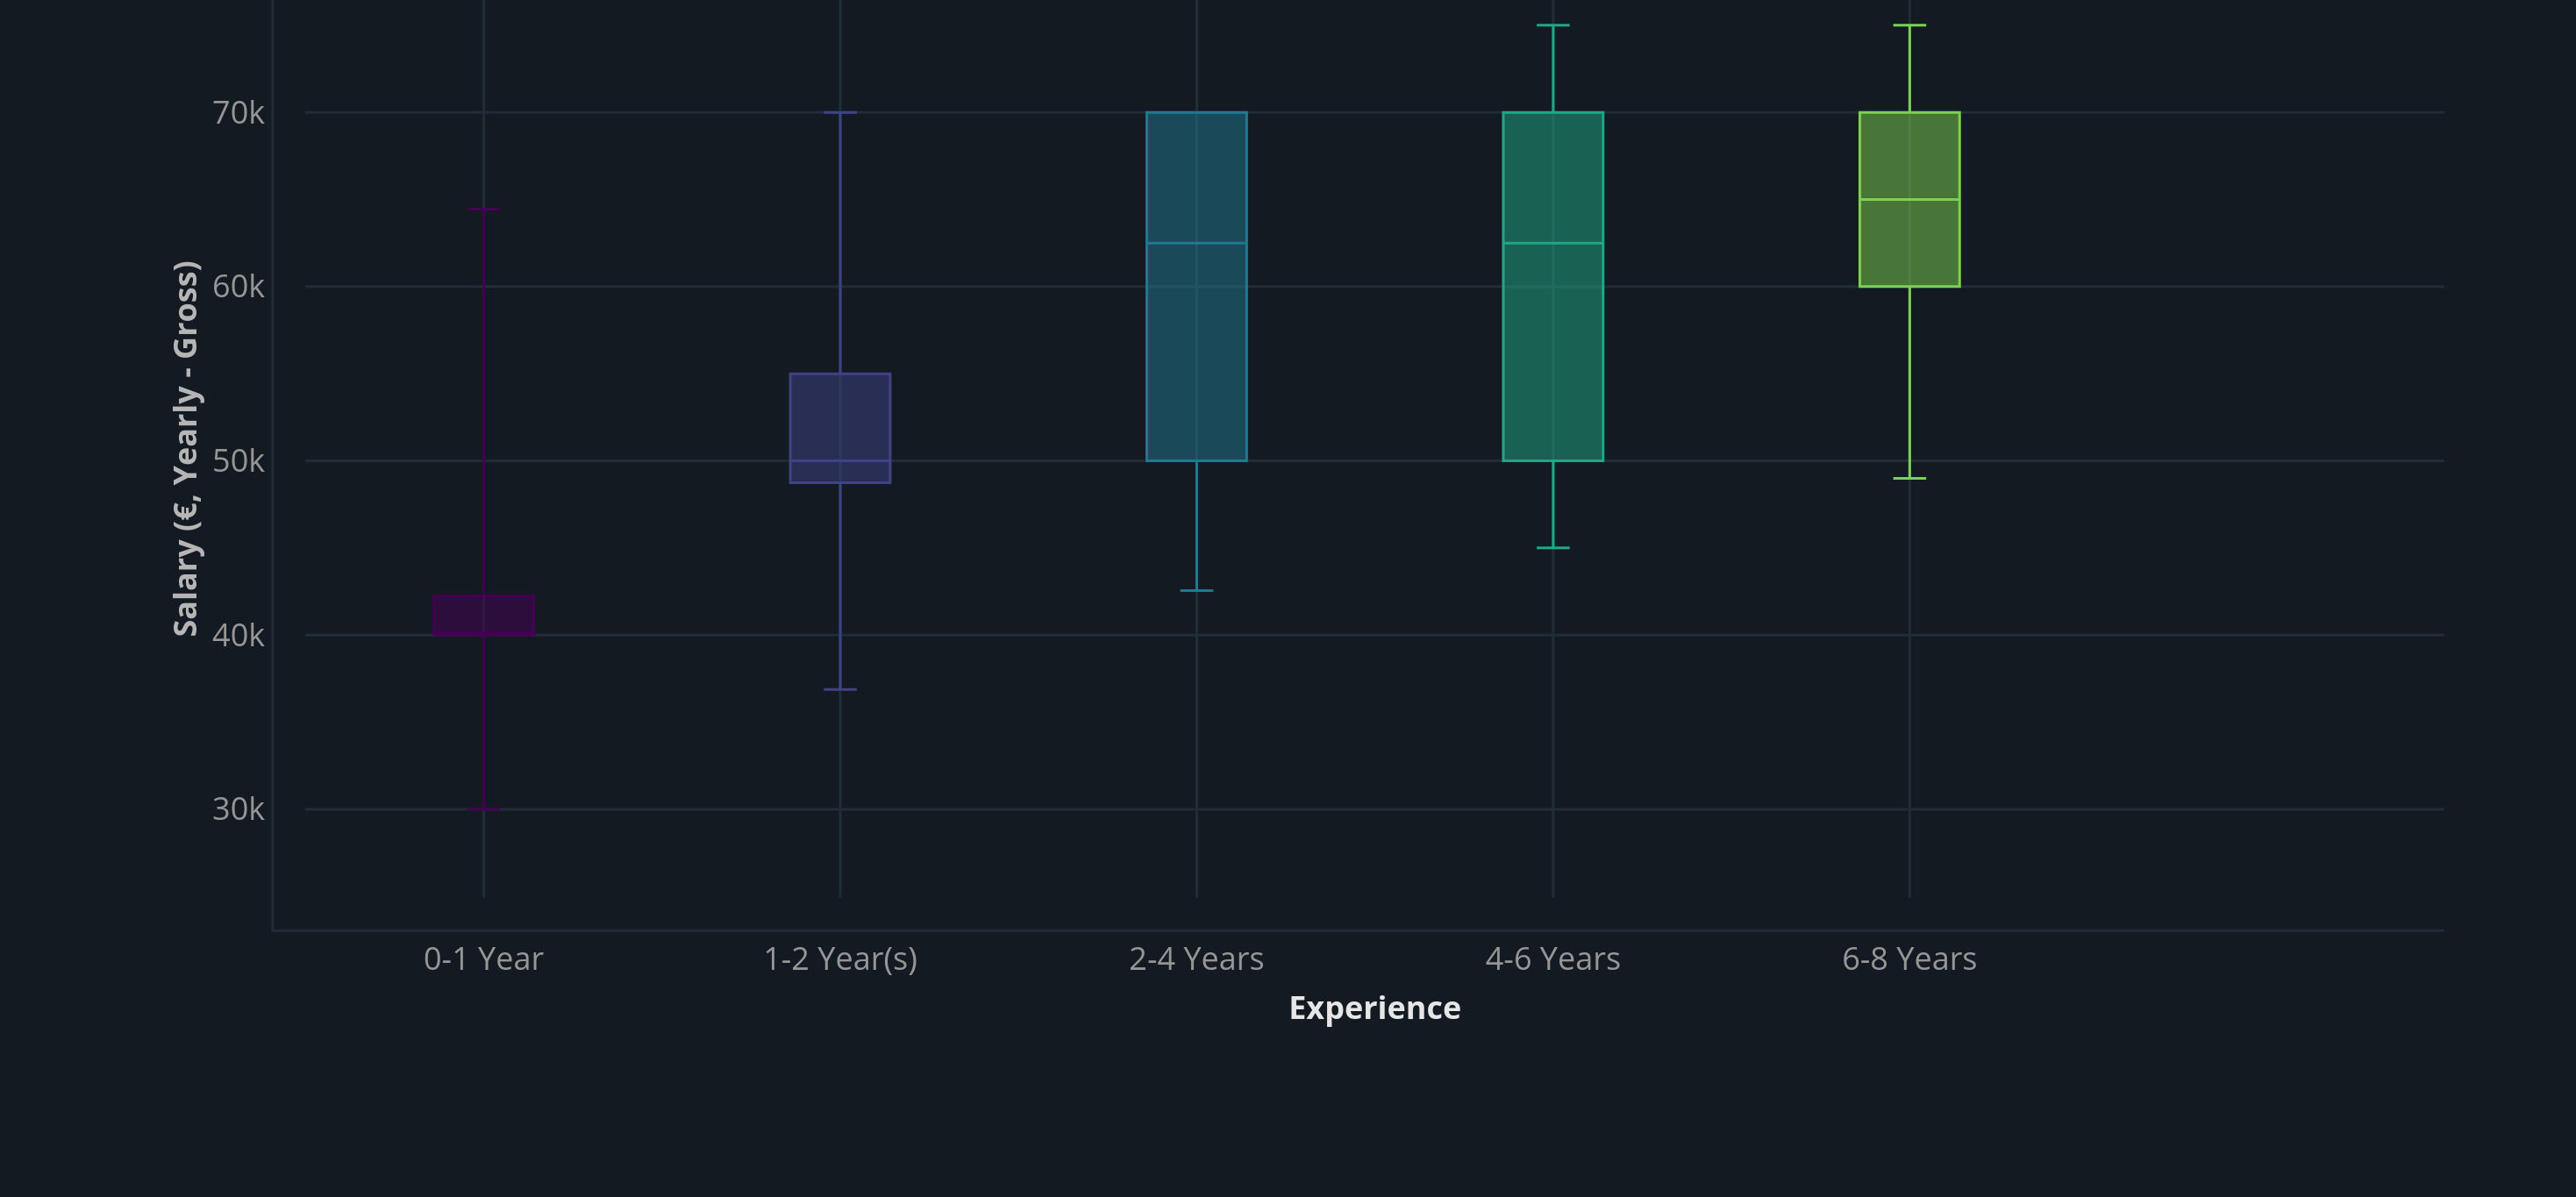 Salary (€, Yearly - Gross)
70k
60k
50k
40k
30k
0-1 Year
1-2 Year(s)
2-4 Years
4-6 Years
6-8 Years
Experience